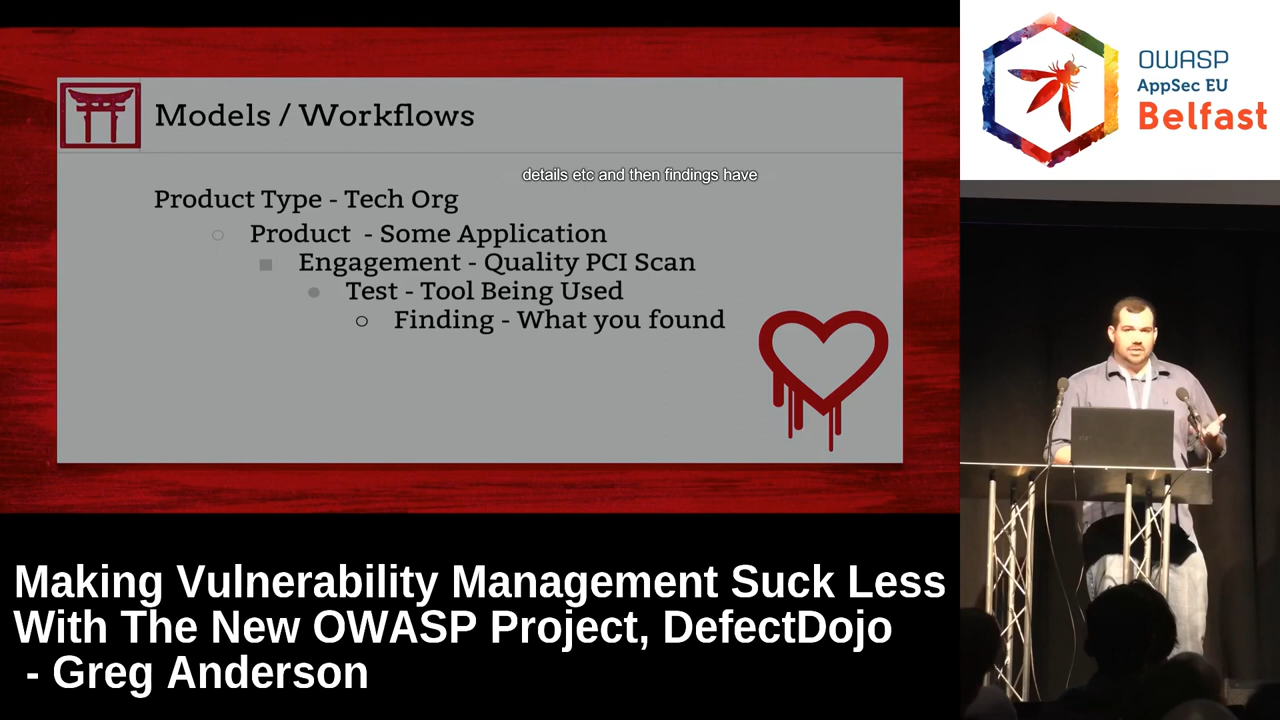 Models / Workflows
details etc and then findings have
Product Type - Tech Org
Product - Some Application
Engagement - Quality PCI Scan
Test - Tool Being Used
Finding - What you found
OWASP
AppSec EU
Belfast
Making Vulnerability Management Suck Less
With The New OWASP Project, DefectDojo
- Greg Anderson